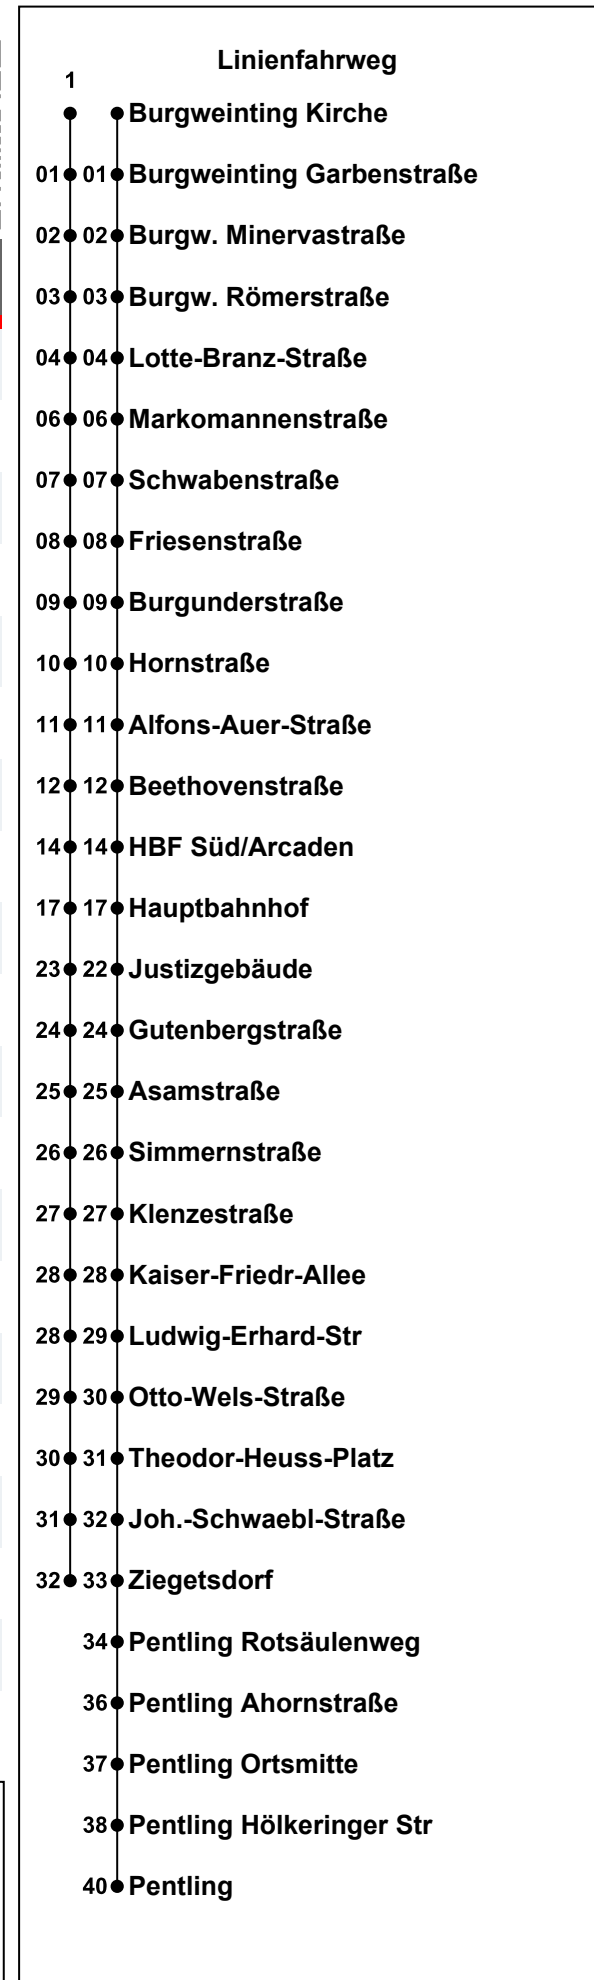 Linienfahrweg
1
Burgweinting Kirche
01 01 Burgweinting Garbenstraße
02 02 Burgw. Minervastraße
03 03 Burgw. Römerstraße
04 04 Lotte-Branz-Straße
06 06 Markomannenstraße
07 07 Schwabenstraße
08 08 Friesenstraße
09 09 Burgunderstraße
10 10 Hornstraße
11 11 Alfons-Auer-Straße
12 12 Beethovenstraße
14 14 HBF Süd/Arcaden
17 17 Hauptbahnhof
23 22 Justizgebäude
24 24 Gutenbergstraße
25 25 Asamstraße
26 26 Simmernstraße
27 27 Klenzestraße
28 28 Kaiser-Friedr-Allee
28 29 Ludwig-Erhard-Str
29 30 Otto-Wels-Straße
30 31 Theodor-Heuss-Platz
31 32 Joh.-Schwaebl-Straße
32 33 Ziegetsdorf
34 Pentling Rotsäulenweg
36 Pentling Ahornstraße
37 Pentling Ortsmitte
38 Pentling Hölkeringer Str
40 Pentling